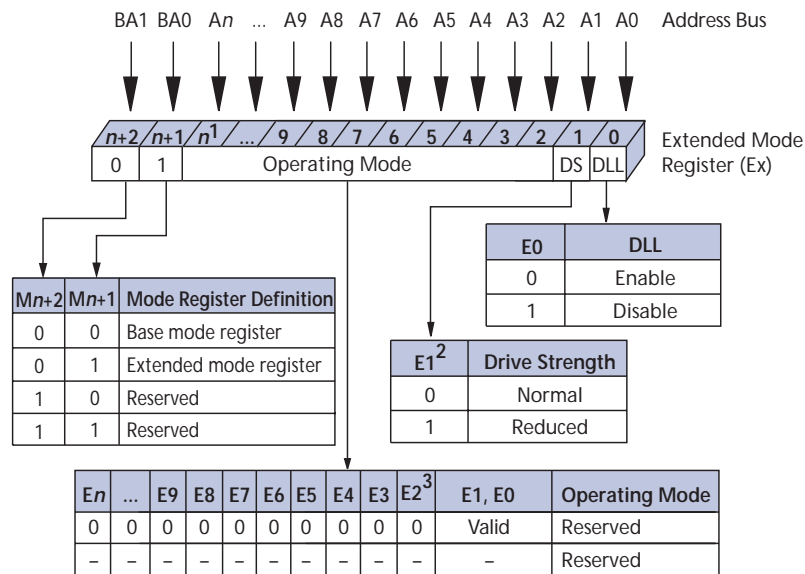 BA1 BA0 An ... A9 A8 A7 A6 A5 A4 A3 A2 A1 A0 Address Bus
n+2 n+1 n1 ... 9 8 7 6 5 4 3 2 1 0 Extended Mode
0 1 Operating Mode DS DLL Register (Ex)
E0 DLL
0 Enable
1 Disable
Mn+2 Mn+1 Mode Register Definition
0 0 Base mode register
0 1 Extended mode register
1 0 Reserved
1 1 Reserved
E12 Drive Strength
0 Normal
1 Reduced
En ... E9 E8 E7 E6 E5 E4 E3 E23 E1, E0 Operating Mode
0 0 0 0 0 0 0 0 0 0 Valid Reserved
– – – – – – – – – – – Reserved